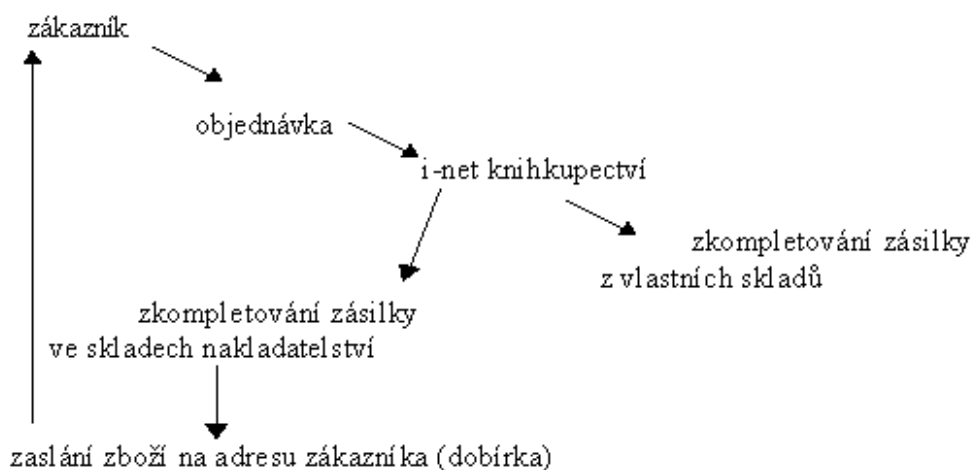 zákazník
objednávka
i-net knihkupectví
zkompletování zásilky
z vlastních skladů
zkompletování zásilky
ve skladech nakladatelství
zaslání zboží na adresu zákazníka (dobírka)